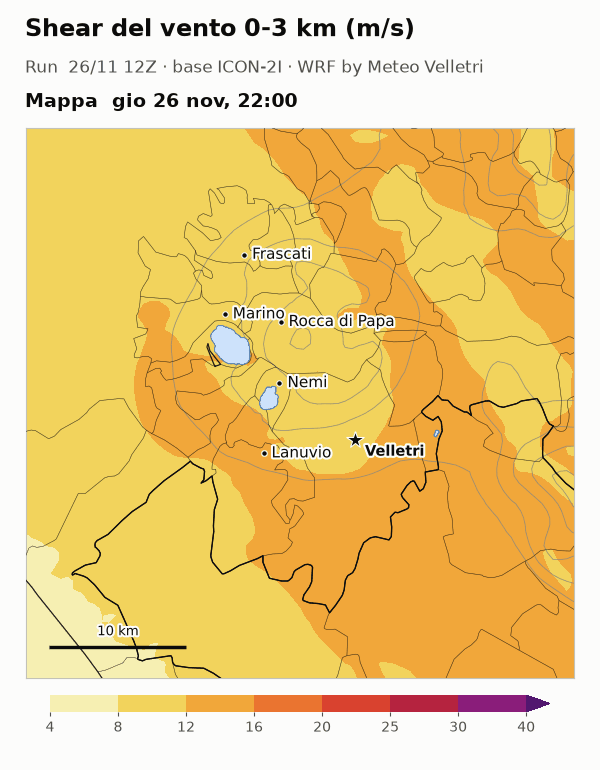 Shear del vento 0-3 km (m/s)
Run  26/11 12Z · base ICON-2I · WRF by Meteo Velletri
Mappa  gio 26 nov, 22:00
Frascati
Marino
Rocca di Papa
Nemi
Velletri
Lanuvio
10 km
4 8 12 16 20 25 30 40